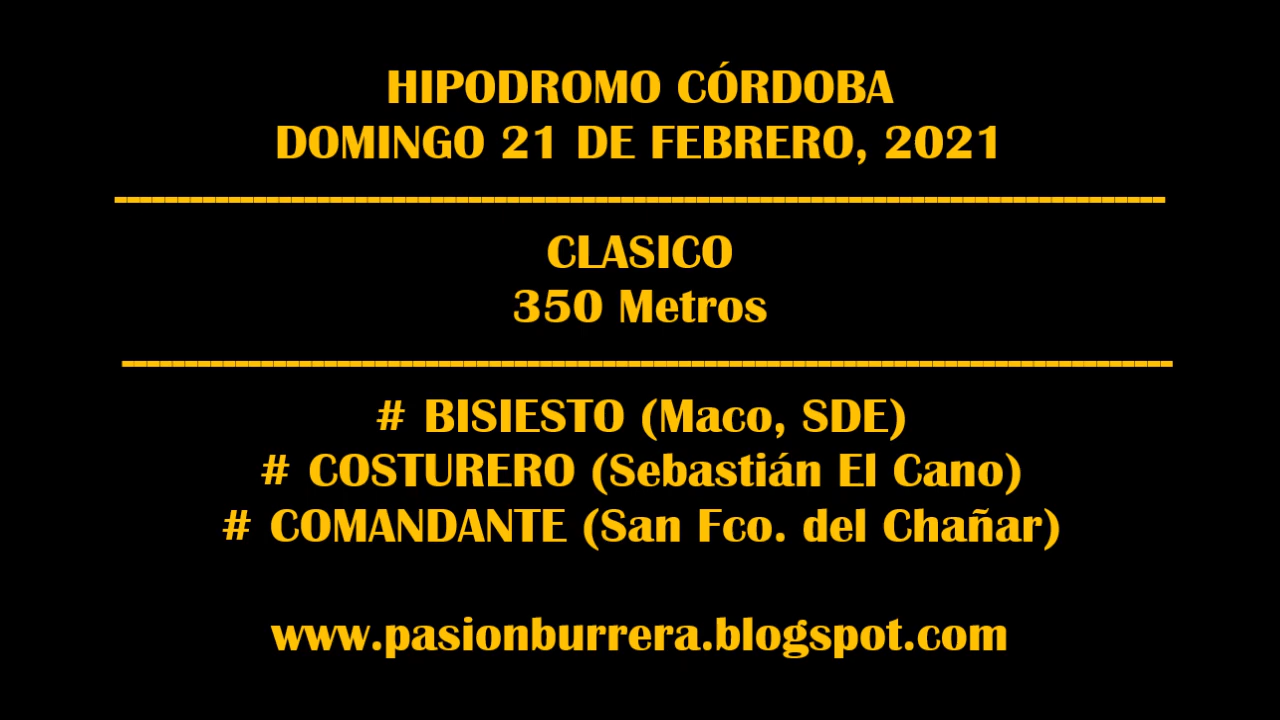 HIPODROMO CÓRDOBA
DOMINGO 21 DE FEBRERO, 2021
CLASICO
350 Metros
# BISIESTO (Maco, SDE)
# COSTURERO (Sebastián El Cano)
# COMANDANTE (San Fco. del Chañar)
www.pasionburrera.blogspot.com